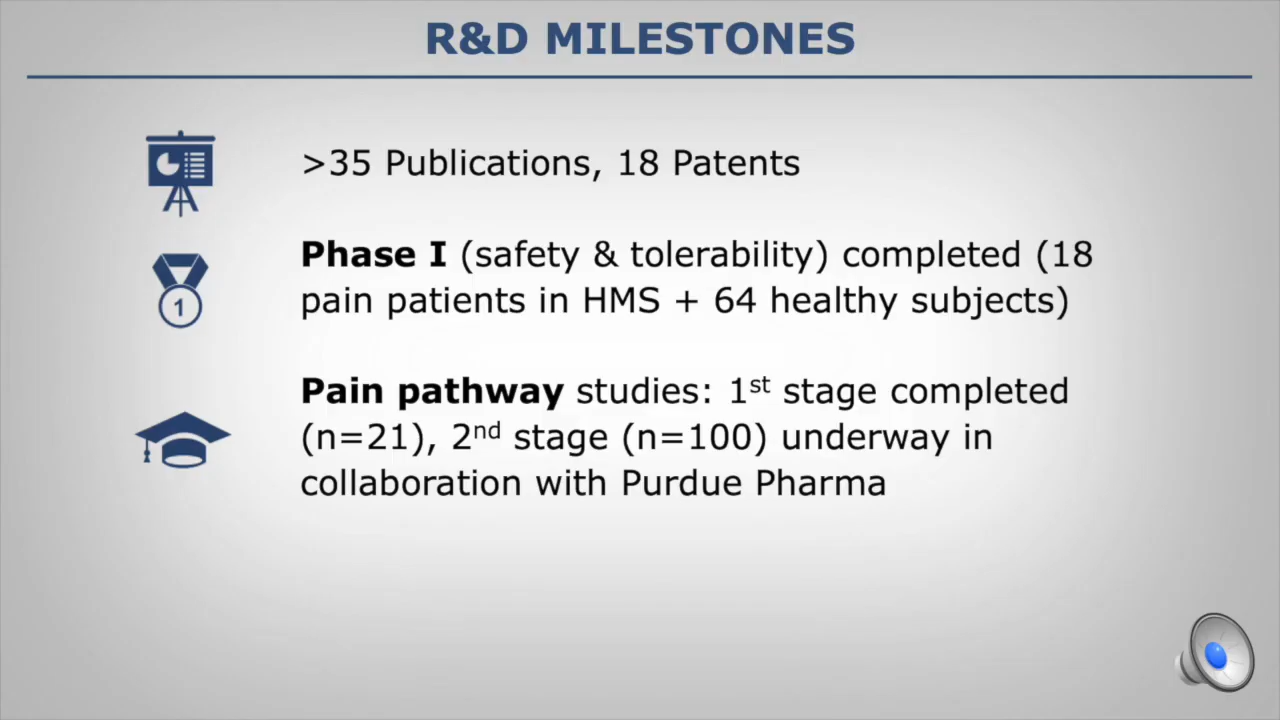 R&D MILESTONES
>35 Publications, 18 Patents
Phase I (safety & tolerability) completed (18
pain patients in HMS + 64 healthy subjects)
1
Pain pathway studies: 1st stage completed
(n=21), 2nd stage (n=100) underway in
collaboration with Purdue Pharma